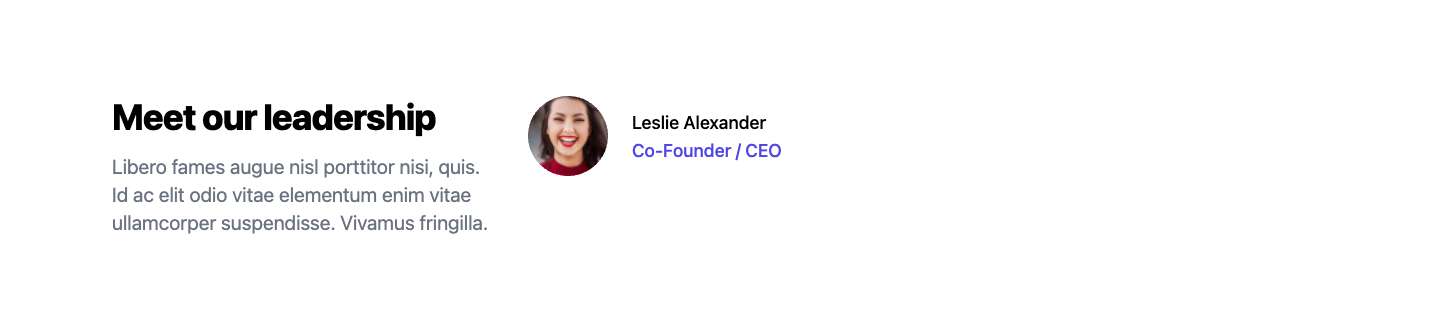 Meet our leadership
Libero fames augue nisl porttitor nisi, quis.
Id ac elit odio vitae elementum enim vitae
ullamcorper suspendisse. Vivamus fringilla.
Leslie Alexander
Co-Founder / CEO